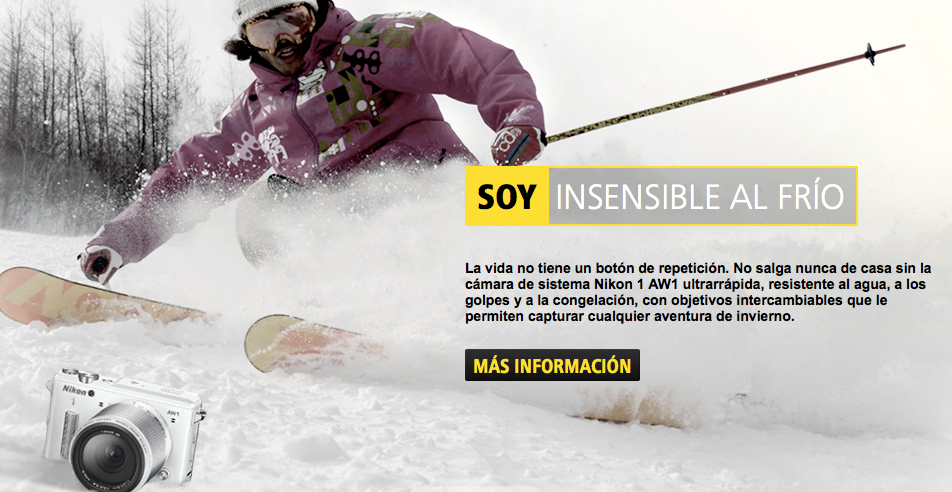 SOY INSENSIBLE AL FRÍO
La vida no tiene un botón de repetición. No salga nunca de casa sin la
cámara de sistema Nikon 1 AW1 ultrarrápida, resistente al agua, a los
golpes y a la congelación, con objetivos intercambiables que le
permiten capturar cualquier aventura de invierno.
MÁS INFORMACIÓN
Nikon 1
AW1